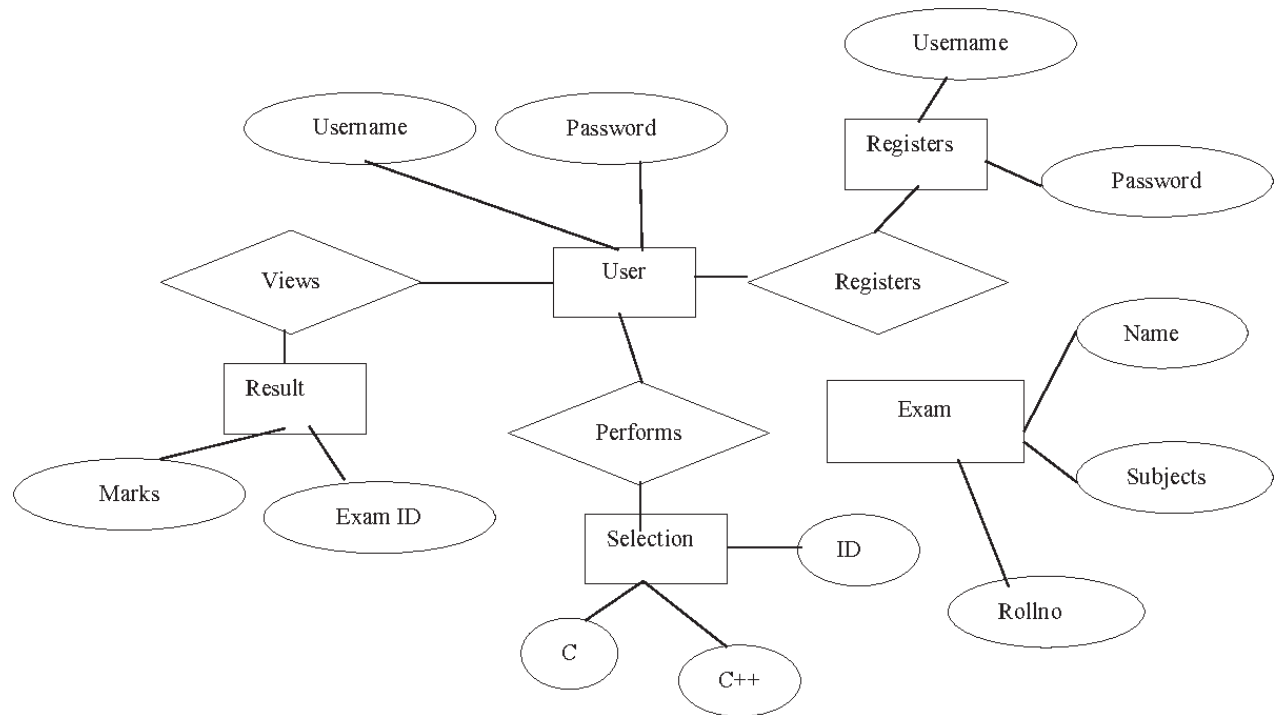 Username
Username
Password
Registers
Password
User
Views
Registers
Name
Result
Exam
Performs
Subjects
Marks
Exam ID
Selection
ID
Rollno
C
C++